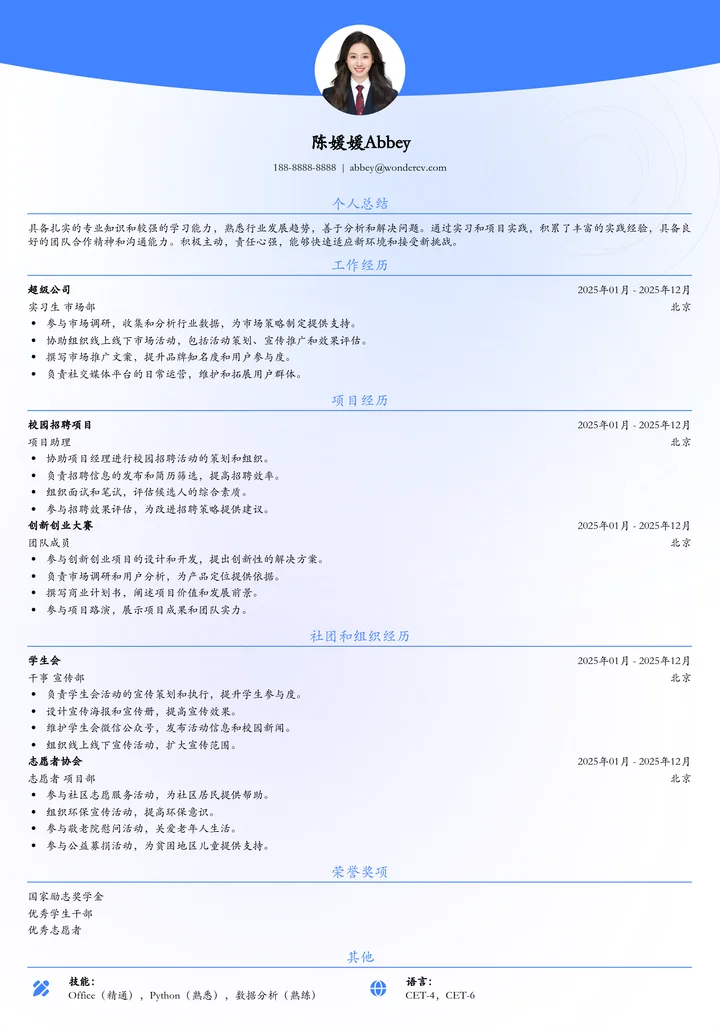 陈媛媛Abbey
188-8888-8888 | abbey@wondercv.com
个人总结
具备扎实的专业知识和较强的学习能力，熟悉行业发展趋势，善于分析和解决问题。通过实习和项目实践，积累了丰富的实践经验，具备良
好的团队合作精神和沟通能力。积极主动，责任心强，能够快速适应新环境和接受新挑战。
工作经历
超级公司 2025年01月 - 2025年12月
实习生 市场部 北京
• 参与市场调研，收集和分析行业数据，为市场策略制定提供支持。
• 协助组织线上线下市场活动，包括活动策划、宣传推广和效果评估。
• 撰写市场推广文案，提升品牌知名度和用户参与度。
• 负责社交媒体平台的日常运营，维护和拓展用户群体。
项目经历
校园招聘项目 2025年01月 - 2025年12月
项目助理 北京
• 协助项目经理进行校园招聘活动的策划和组织。
• 负责招聘信息的发布和简历筛选，提高招聘效率。
• 组织面试和笔试，评估候选人的综合素质。
• 参与招聘效果评估，为改进招聘策略提供建议。
创新创业大赛 2025年01月 - 2025年12月
团队成员 北京
• 参与创新创业项目的设计和开发，提出创新性的解决方案。
• 负责市场调研和用户分析，为产品定位提供依据。
• 撰写商业计划书，阐述项目价值和发展前景。
• 参与项目路演，展示项目成果和团队实力。
社团和组织经历
学生会 2025年01月 - 2025年12月
干事 宣传部 北京
• 负责学生会活动的宣传策划和执行，提升学生参与度。
• 设计宣传海报和宣传册，提高宣传效果。
• 维护学生会微信公众号，发布活动信息和校园新闻。
• 组织线上线下宣传活动，扩大宣传范围。
志愿者协会 2025年01月 - 2025年12月
志愿者 项目部 北京
• 参与社区志愿服务活动，为社区居民提供帮助。
• 组织环保宣传活动，提高环保意识。
• 参与敬老院慰问活动，关爱老年人生活。
• 参与公益募捐活动，为贫困地区儿童提供支持。
荣誉奖项
国家励志奖学金
优秀学生干部
优秀志愿者
其他
技能： 语言：
Office（精通）, Python（熟悉）, 数据分析（熟练） CET-4，CET-6